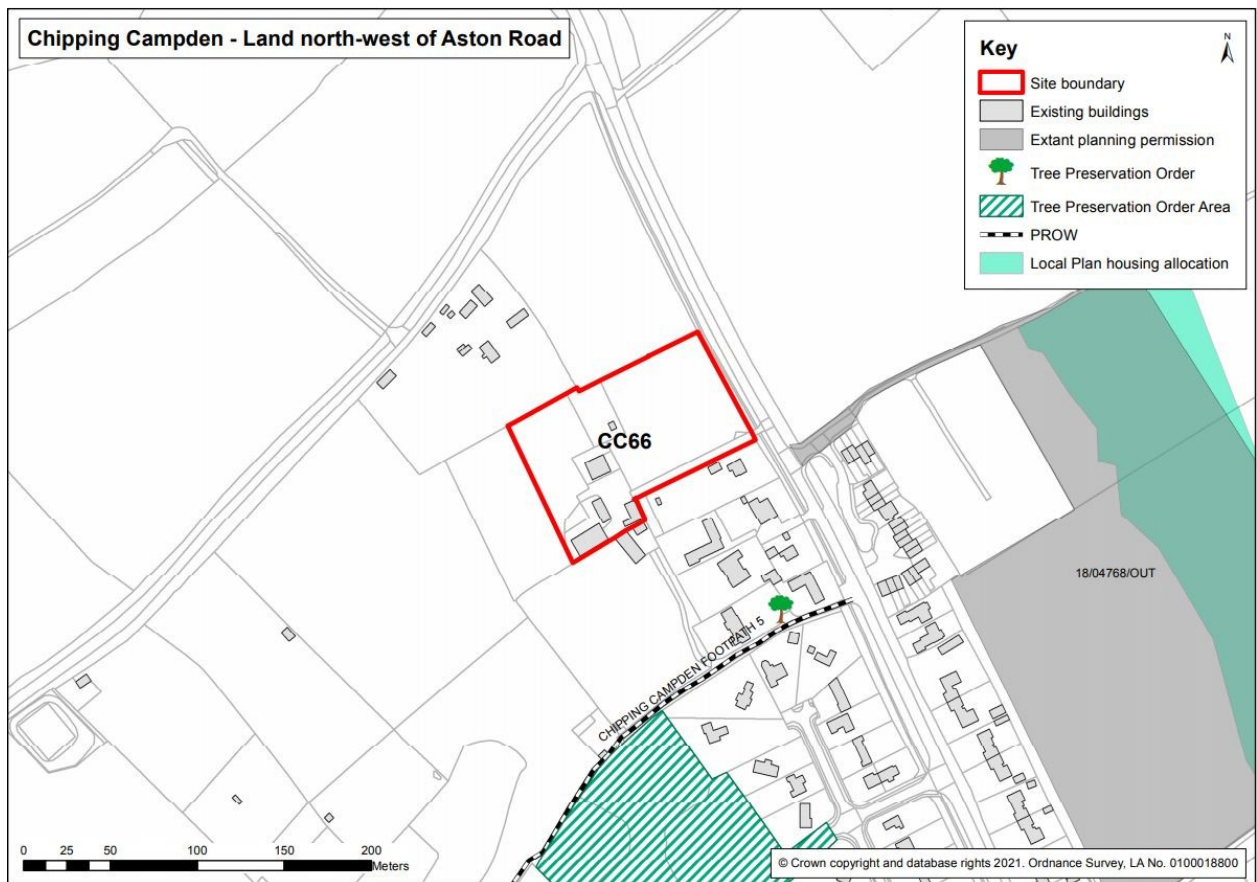 Chipping Campden - Land north-west of Aston Road
Key
N
Site boundary
Existing buildings
Extant planning permission
Tree Preservation Order
Tree Preservation Order Area
PROW
Local Plan housing allocation
CC66
18/04768/OUT
CHIPPING CAMPDEN FOOTPATH 5
0 25 50 100 150 200
Meters
© Crown copyright and database rights 2021. Ordnance Survey, LA No. 0100018800